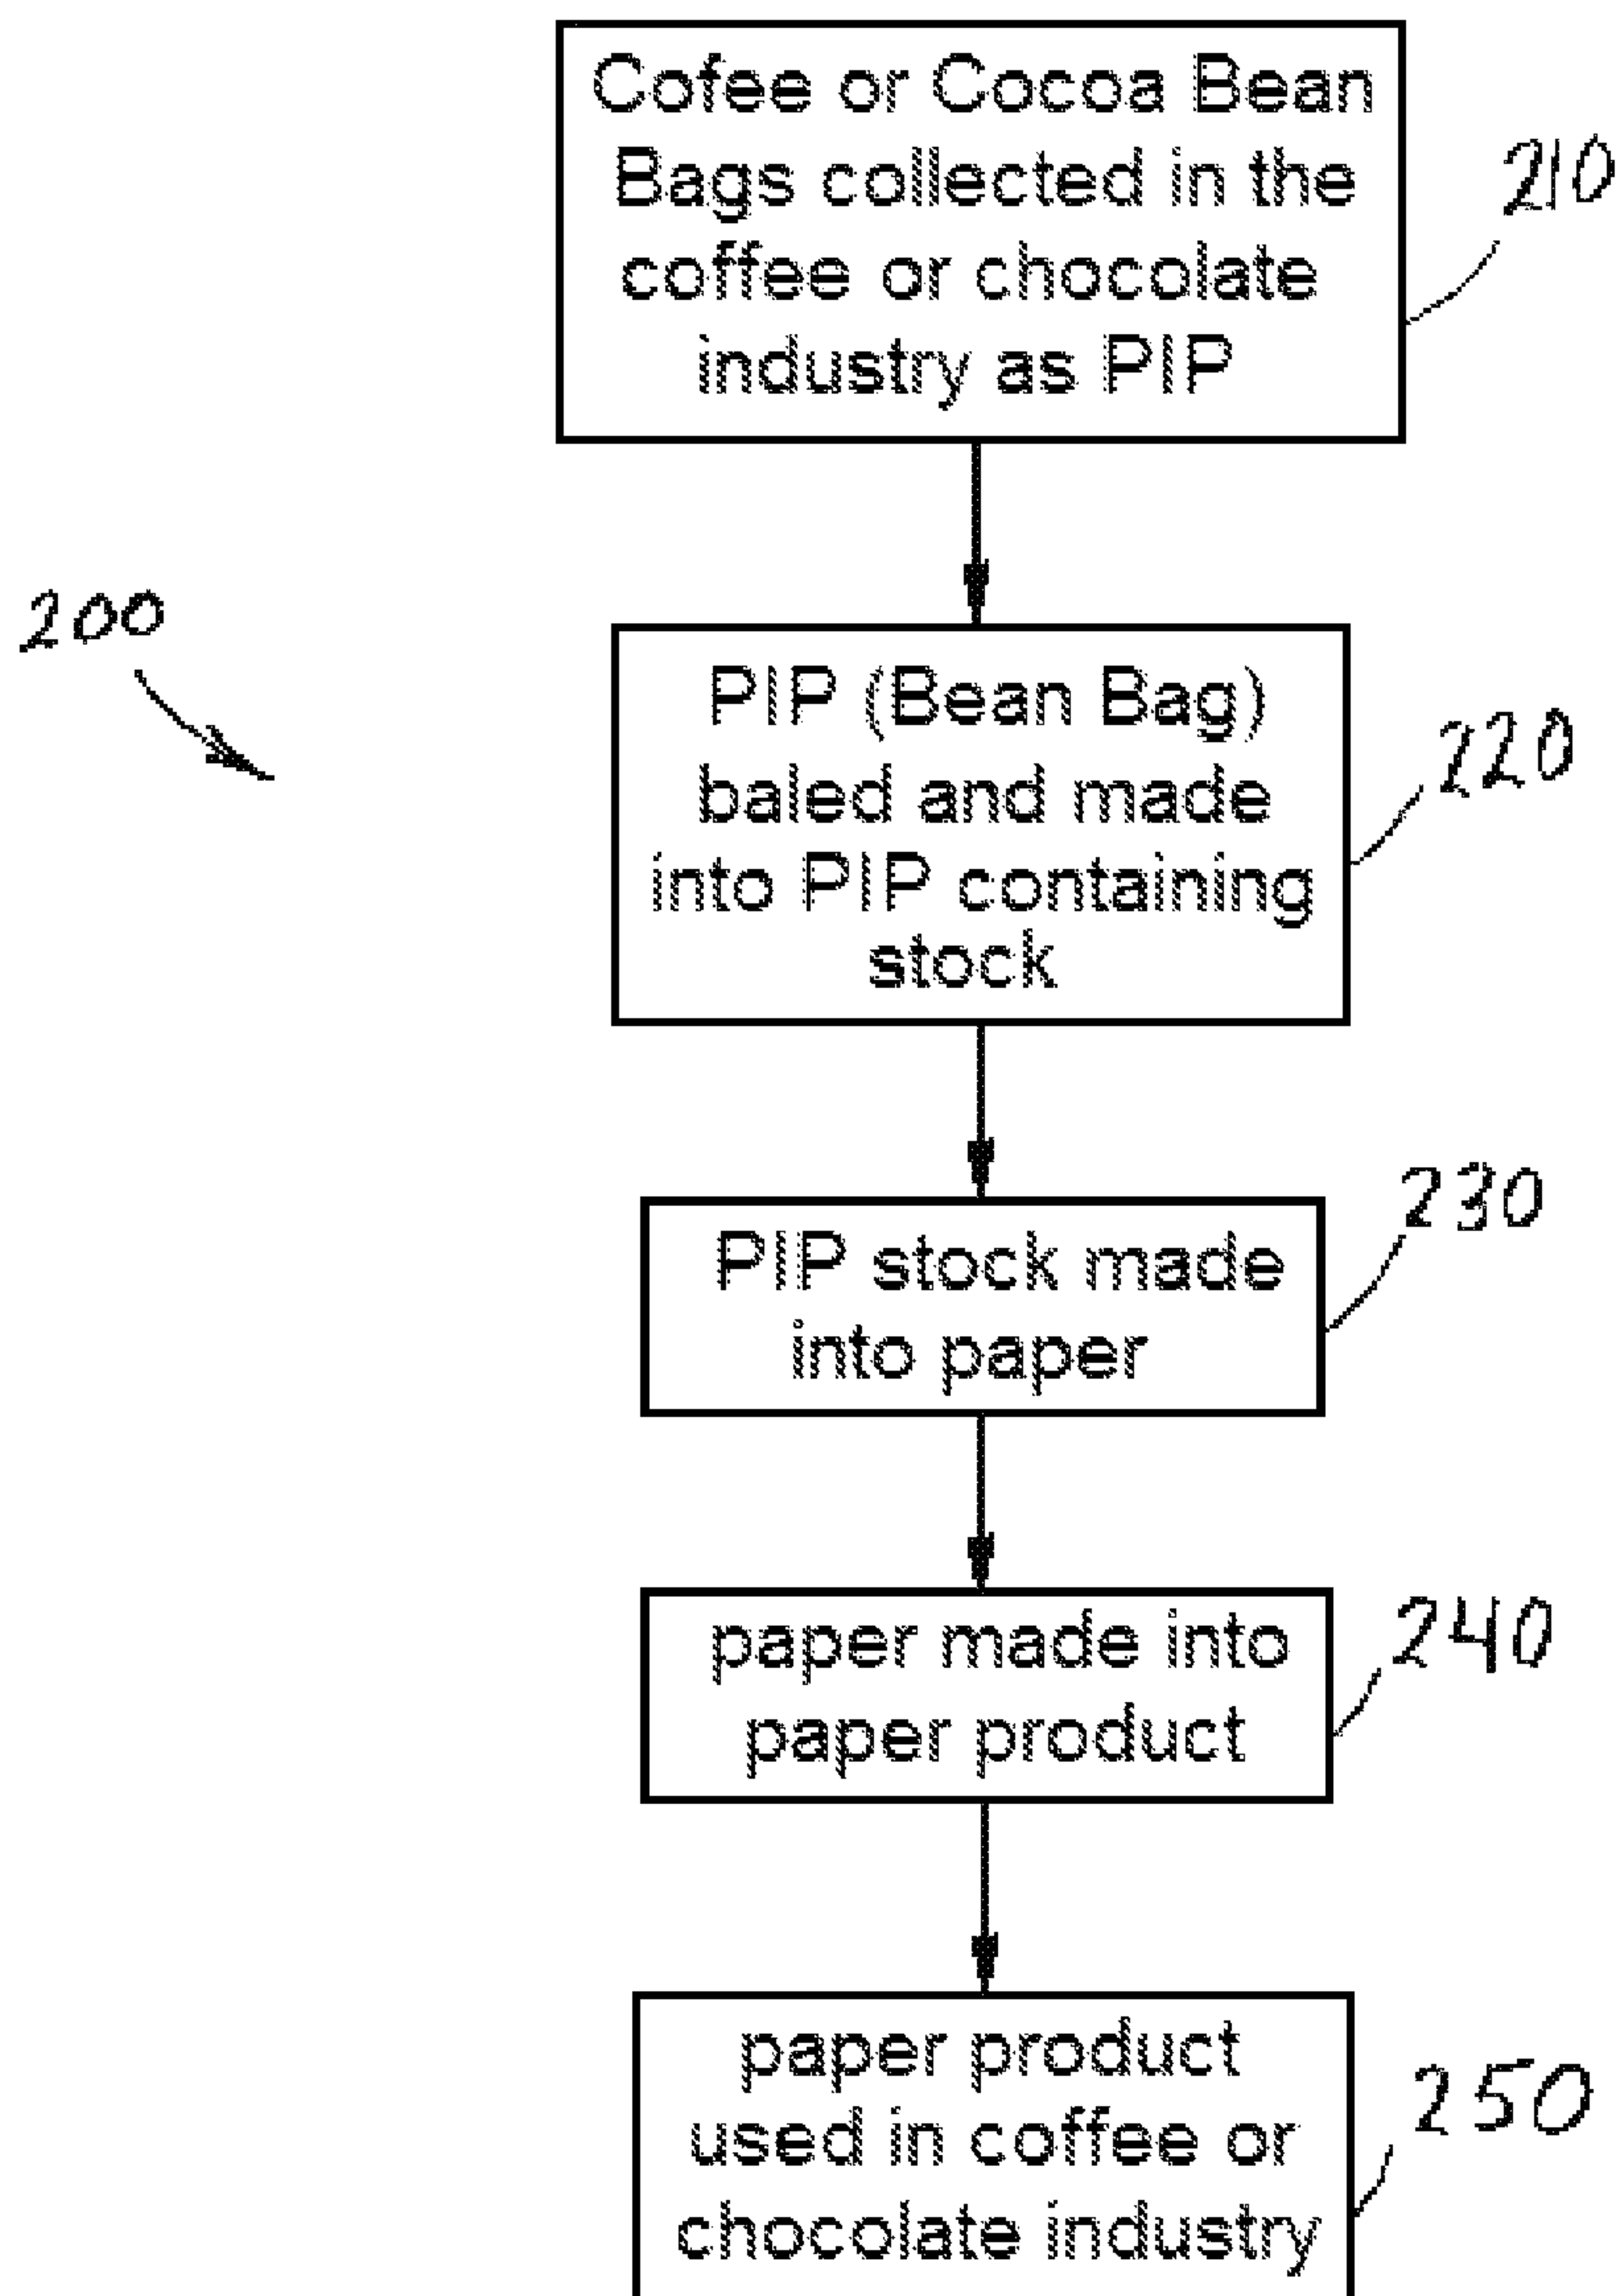 Cofee or Cocoa Bean
Bags collected in the
coffee or chocolate
industry as PIP
210
200
PIP (Bean Bag)
baled and made
into PIP containing
stock
220
PIP stock made
into paper
230
paper made into
paper product
240
paper product
used in coffee or
chocolate industry
250